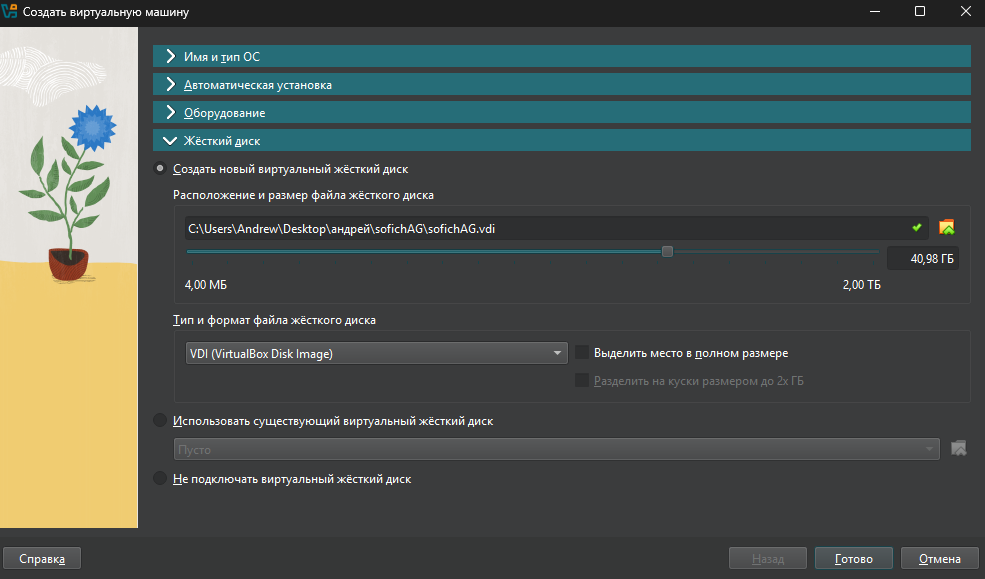 Создать виртуальную машину
Имя и тип ОС
Автоматическая установка
Оборудование
Жёсткий диск
Создать новый виртуальный жёсткий диск
Расположение и размер файла жёсткого диска
C:\Users\Andrew\Desktop\андрей\sofichAG\sofichAG.vdi
40,98 ГБ
4,00 МБ
2,00 ТБ
Тип и формат файла жёсткого диска
VDI (VirtualBox Disk Image)
Выделить место в полном размере
Разделить на куски размером до 2х ГБ
Использовать существующий виртуальный жёсткий диск
Пусто
Не подключать виртуальный жёсткий диск
Справка
Назад
Готово
Отмена